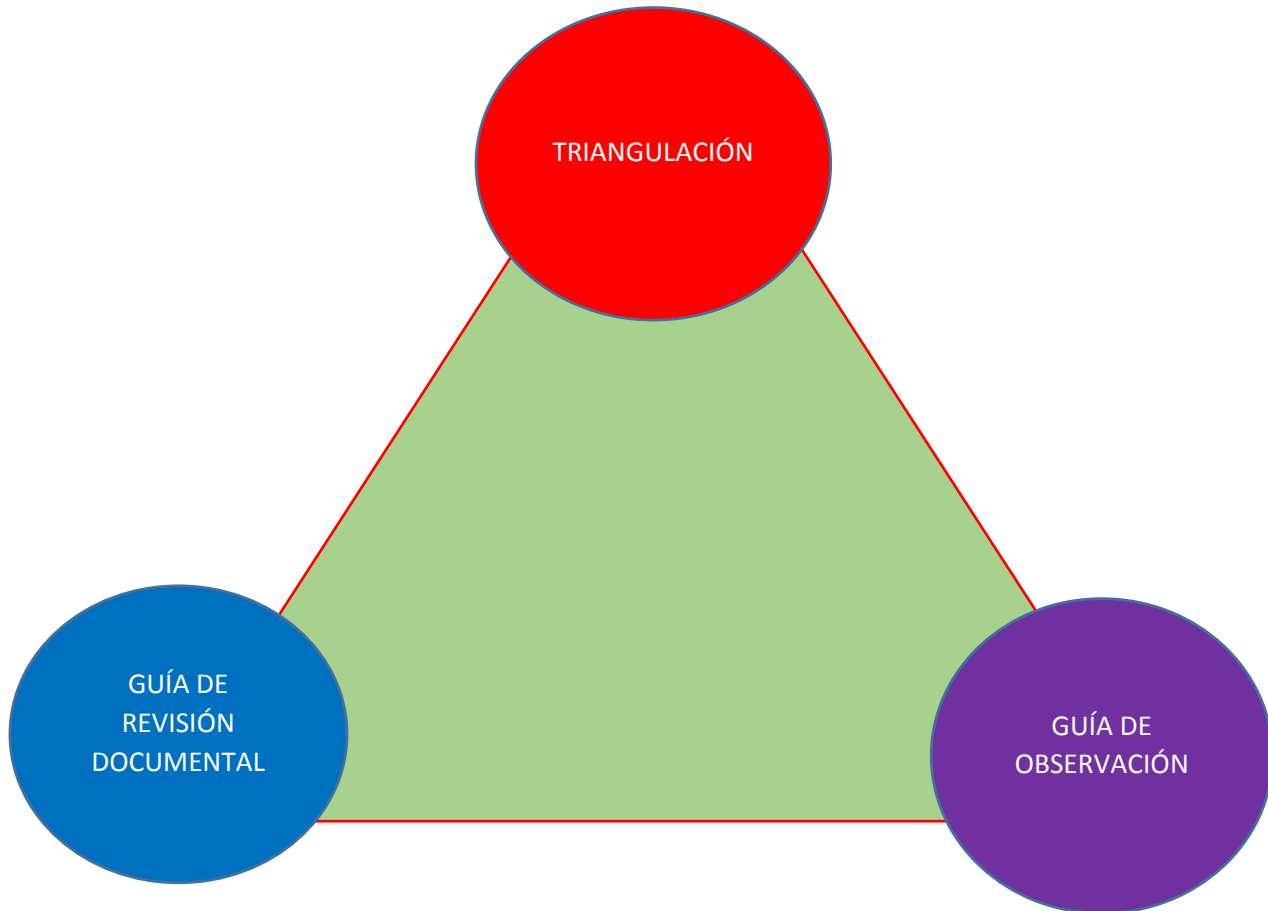 TRIANGULACIÓN
GUÍA DE
REVISIÓN
DOCUMENTAL
GUÍA DE
OBSERVACIÓN